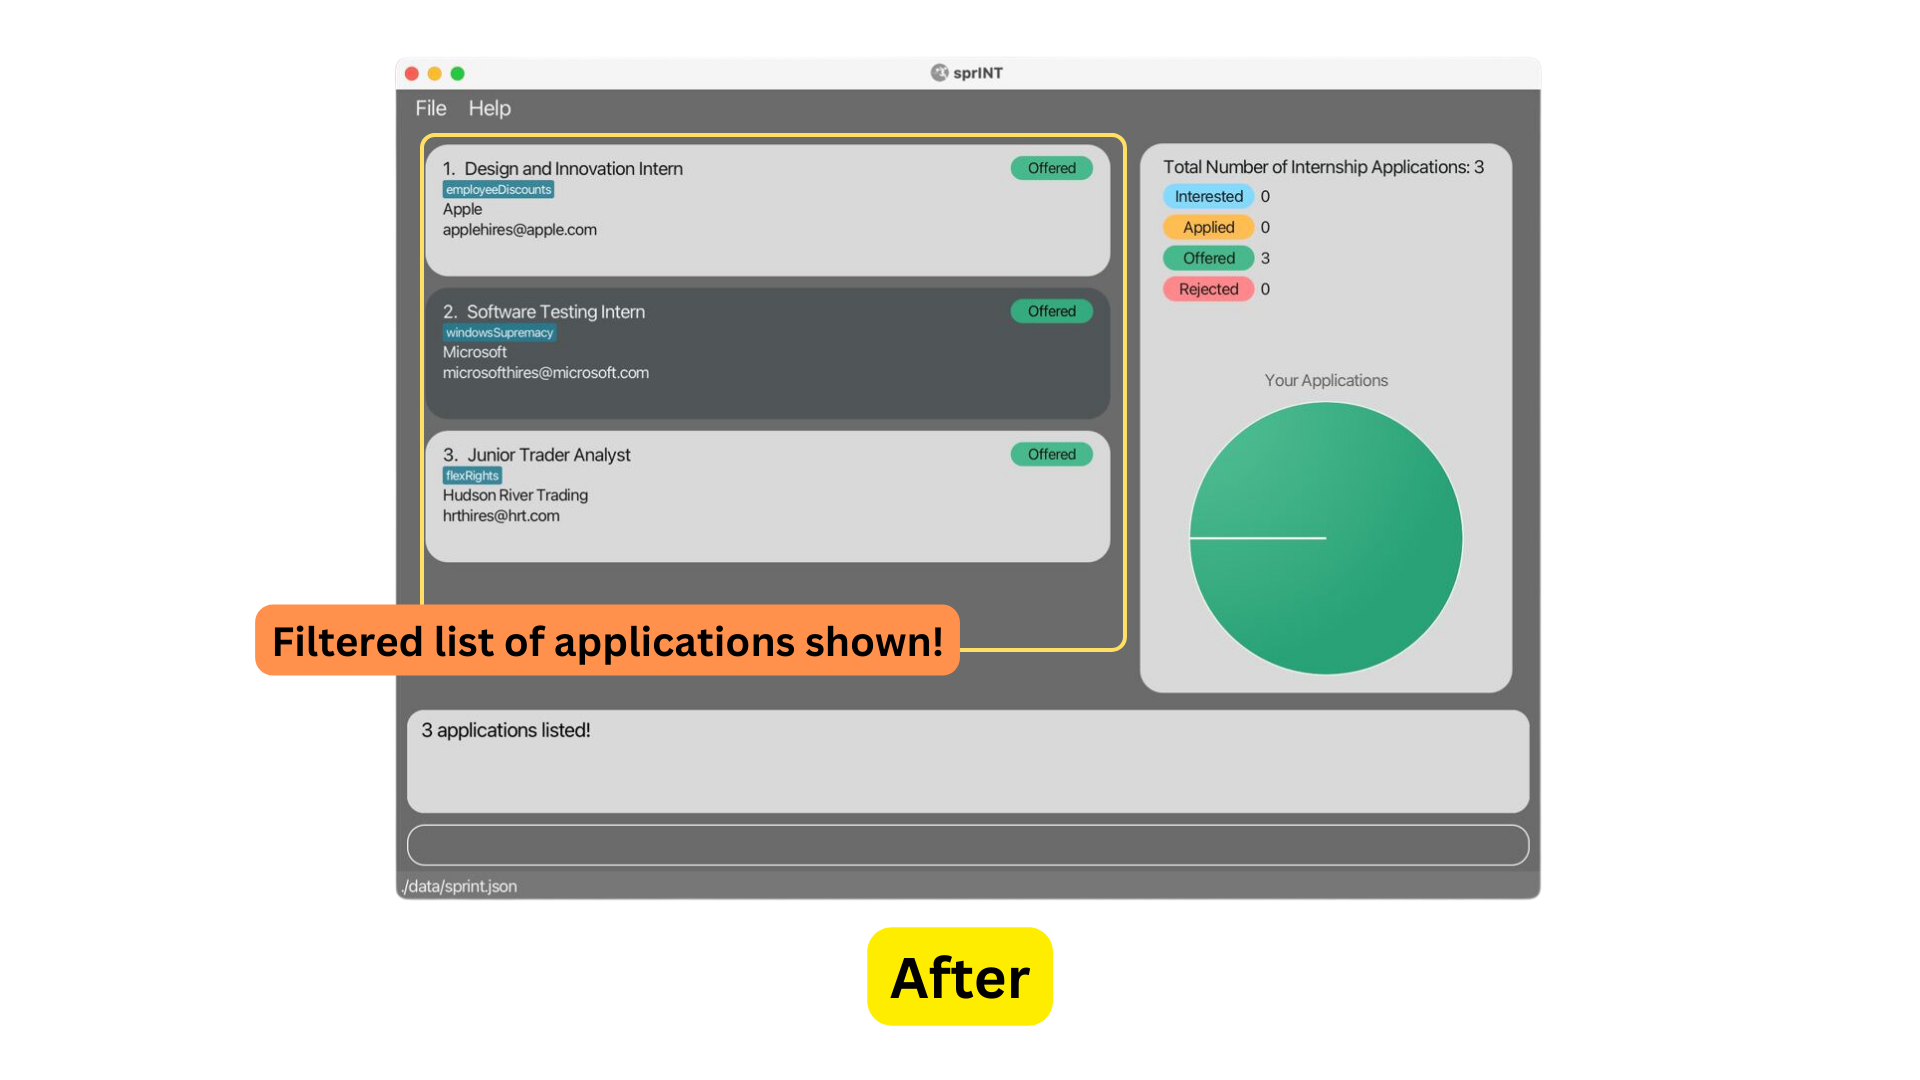 sprINT
File Help
1. Design and Innovation Intern
Offered
employeeDiscounts
Apple
applehires@apple.com
2. Software Testing Intern
Offered
windowsSupremacy
Microsoft
microsofthires@microsoft.com
3. Junior Trader Analyst
Offered
flexRights
Hudson River Trading
hrthires@hrt.com
Total Number of Internship Applications: 3
Interested 0
Applied 0
Offered 3
Rejected 0
Your Applications
Filtered list of applications shown!
3 applications listed!
./data/sprint.json
After